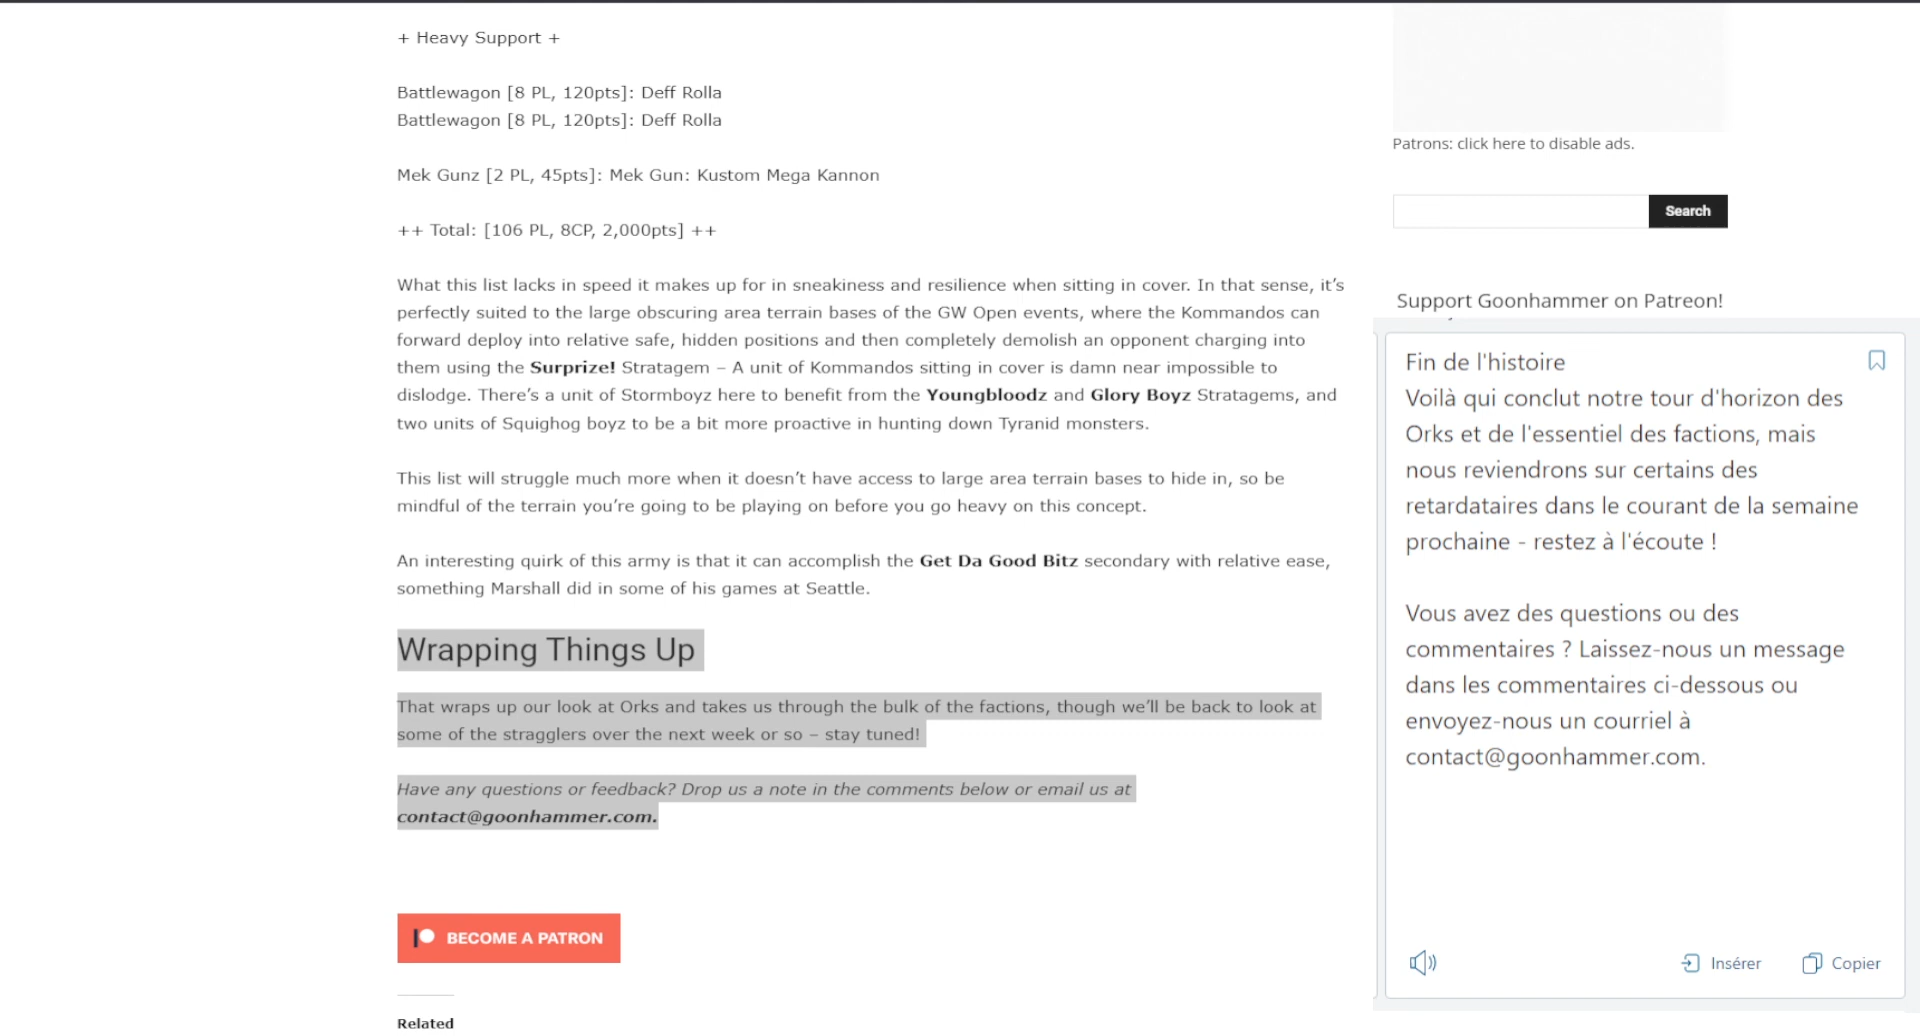 + Heavy Support +
Battlewagon [8 PL, 120pts]: Deff Rolla
Battlewagon [8 PL, 120pts]: Deff Rolla
Mek Gunz [2 PL, 45pts]: Mek Gun: Kustom Mega Kannon
++ Total: [106 PL, 8CP, 2,000pts] ++
What this list lacks in speed it makes up for in sneakiness and resilience when sitting in cover. In that sense, it’s
perfectly suited to the large obscuring area terrain bases of the GW Open events, where the Kommandos can
forward deploy into relative safe, hidden positions and then completely demolish an opponent charging into
them using the Surprize! Stratagem – A unit of Kommandos sitting in cover is damn near impossible to
dislodge. There’s a unit of Stormboyz here to benefit from the Youngbloodz and Glory Boyz Stratagems, and
two units of Squighog boyz to be a bit more proactive in hunting down Tyranid monsters.
This list will struggle much more when it doesn’t have access to large area terrain bases to hide in, so be
mindful of the terrain you’re going to be playing on before you go heavy on this concept.
An interesting quirk of this army is that it can accomplish the Get Da Good Bitz secondary with relative ease,
something Marshall did in some of his games at Seattle.
Wrapping Things Up
That wraps up our look at Orks and takes us through the bulk of the factions, though we’ll be back to look at
some of the stragglers over the next week or so – stay tuned!
Have any questions or feedback? Drop us a note in the comments below or email us at
contact@goonhammer.com.
BECOME A PATRON
Related
Patrons: click here to disable ads.
Search
Support Goonhammer on Patreon!
Fin de l'histoire
Voilà qui conclut notre tour d'horizon des
Orks et de l'essentiel des factions, mais
nous reviendrons sur certains des
retardataires dans le courant de la semaine
prochaine - restez à l'écoute !
Vous avez des questions ou des
commentaires ? Laissez-nous un message
dans les commentaires ci-dessous ou
envoyez-nous un courriel à
contact@goonhammer.com.
Insérer
Copier